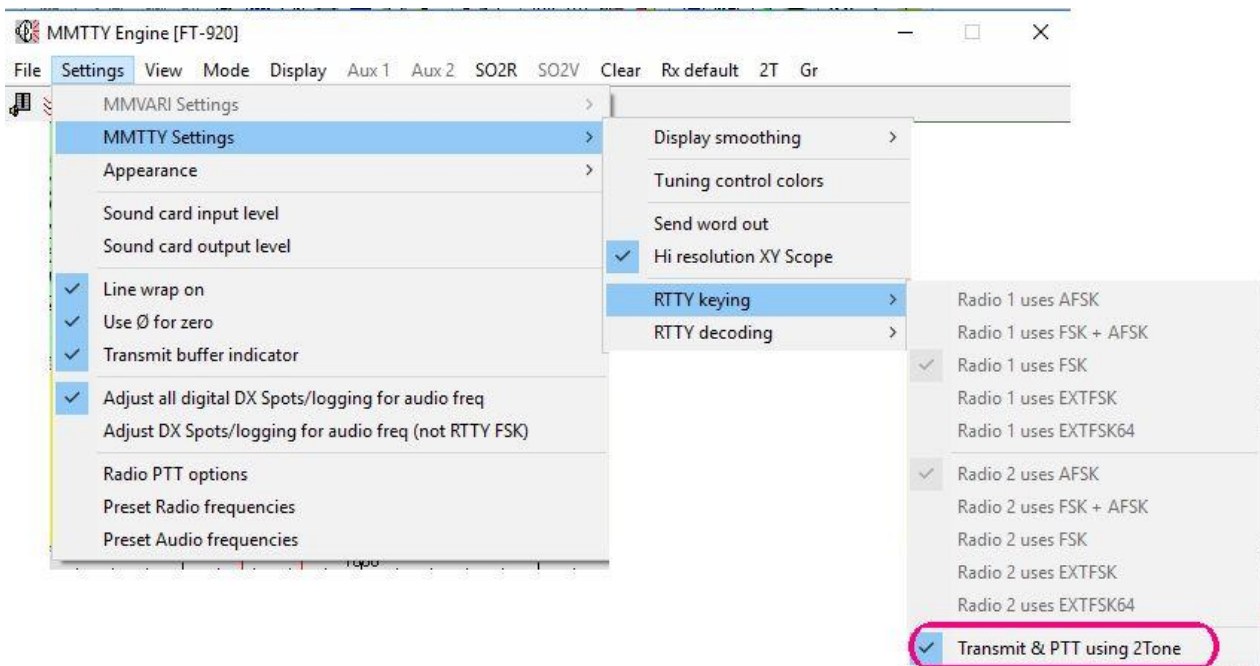 MMTTY Engine [FT-920]
File Settings View Mode Display Aux 1 Aux 2 SO2R SO2V Clear Rx default 2T Gr
MMVARI Settings
MMTTY Settings
Appearance
Sound card input level
Sound card output level
Line wrap on
Use Ø for zero
Transmit buffer indicator
Adjust all digital DX Spots/logging for audio freq
Adjust DX Spots/logging for audio freq (not RTTY FSK)
Radio PTT options
Preset Radio frequencies
Preset Audio frequencies
Display smoothing
Tuning control colors
Send word out
Hi resolution XY Scope
RTTY keying
RTTY decoding
Radio 1 uses AFSK
Radio 1 uses FSK + AFSK
Radio 1 uses FSK
Radio 1 uses EXTFSK
Radio 1 uses EXTFSK64
Radio 2 uses AFSK
Radio 2 uses FSK + AFSK
Radio 2 uses FSK
Radio 2 uses EXTFSK
Radio 2 uses EXTFSK64
Transmit & PTT using 2Tone